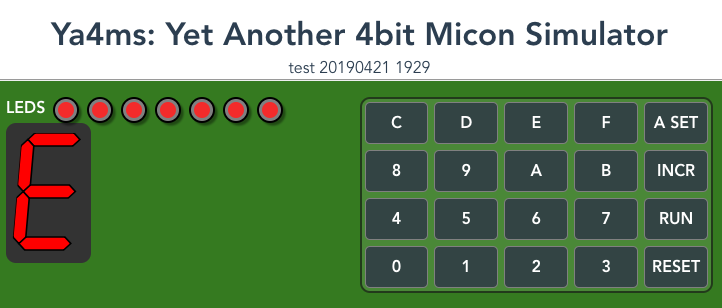 Ya4ms: Yet Another 4bit Micon Simulator
test 20190421 1929
LEDS
E
C D E F A SET
8 9 A B INCR
4 5 6 7 RUN
0 1 2 3 RESET